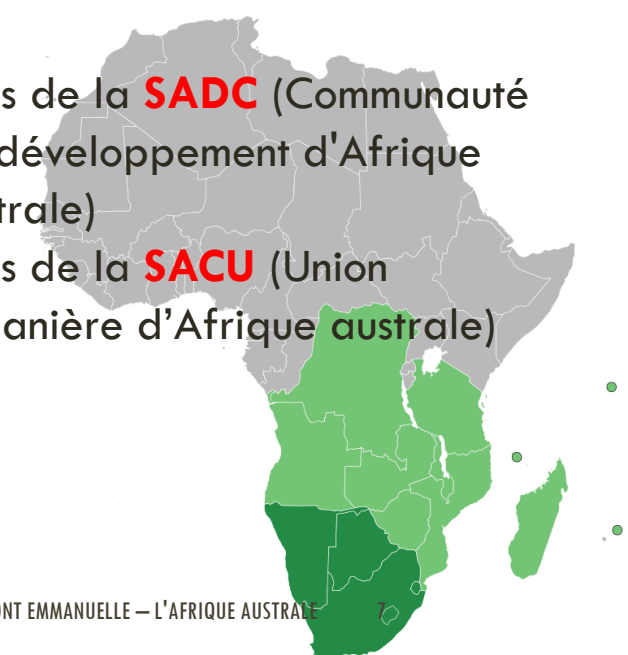 s de la SADC (Communauté
développement d'Afrique
trale)
s de la SACU (Union
anière d’Afrique australe)
ONT EMMANUELLE – L'AFRIQUE AUSTRALE 7